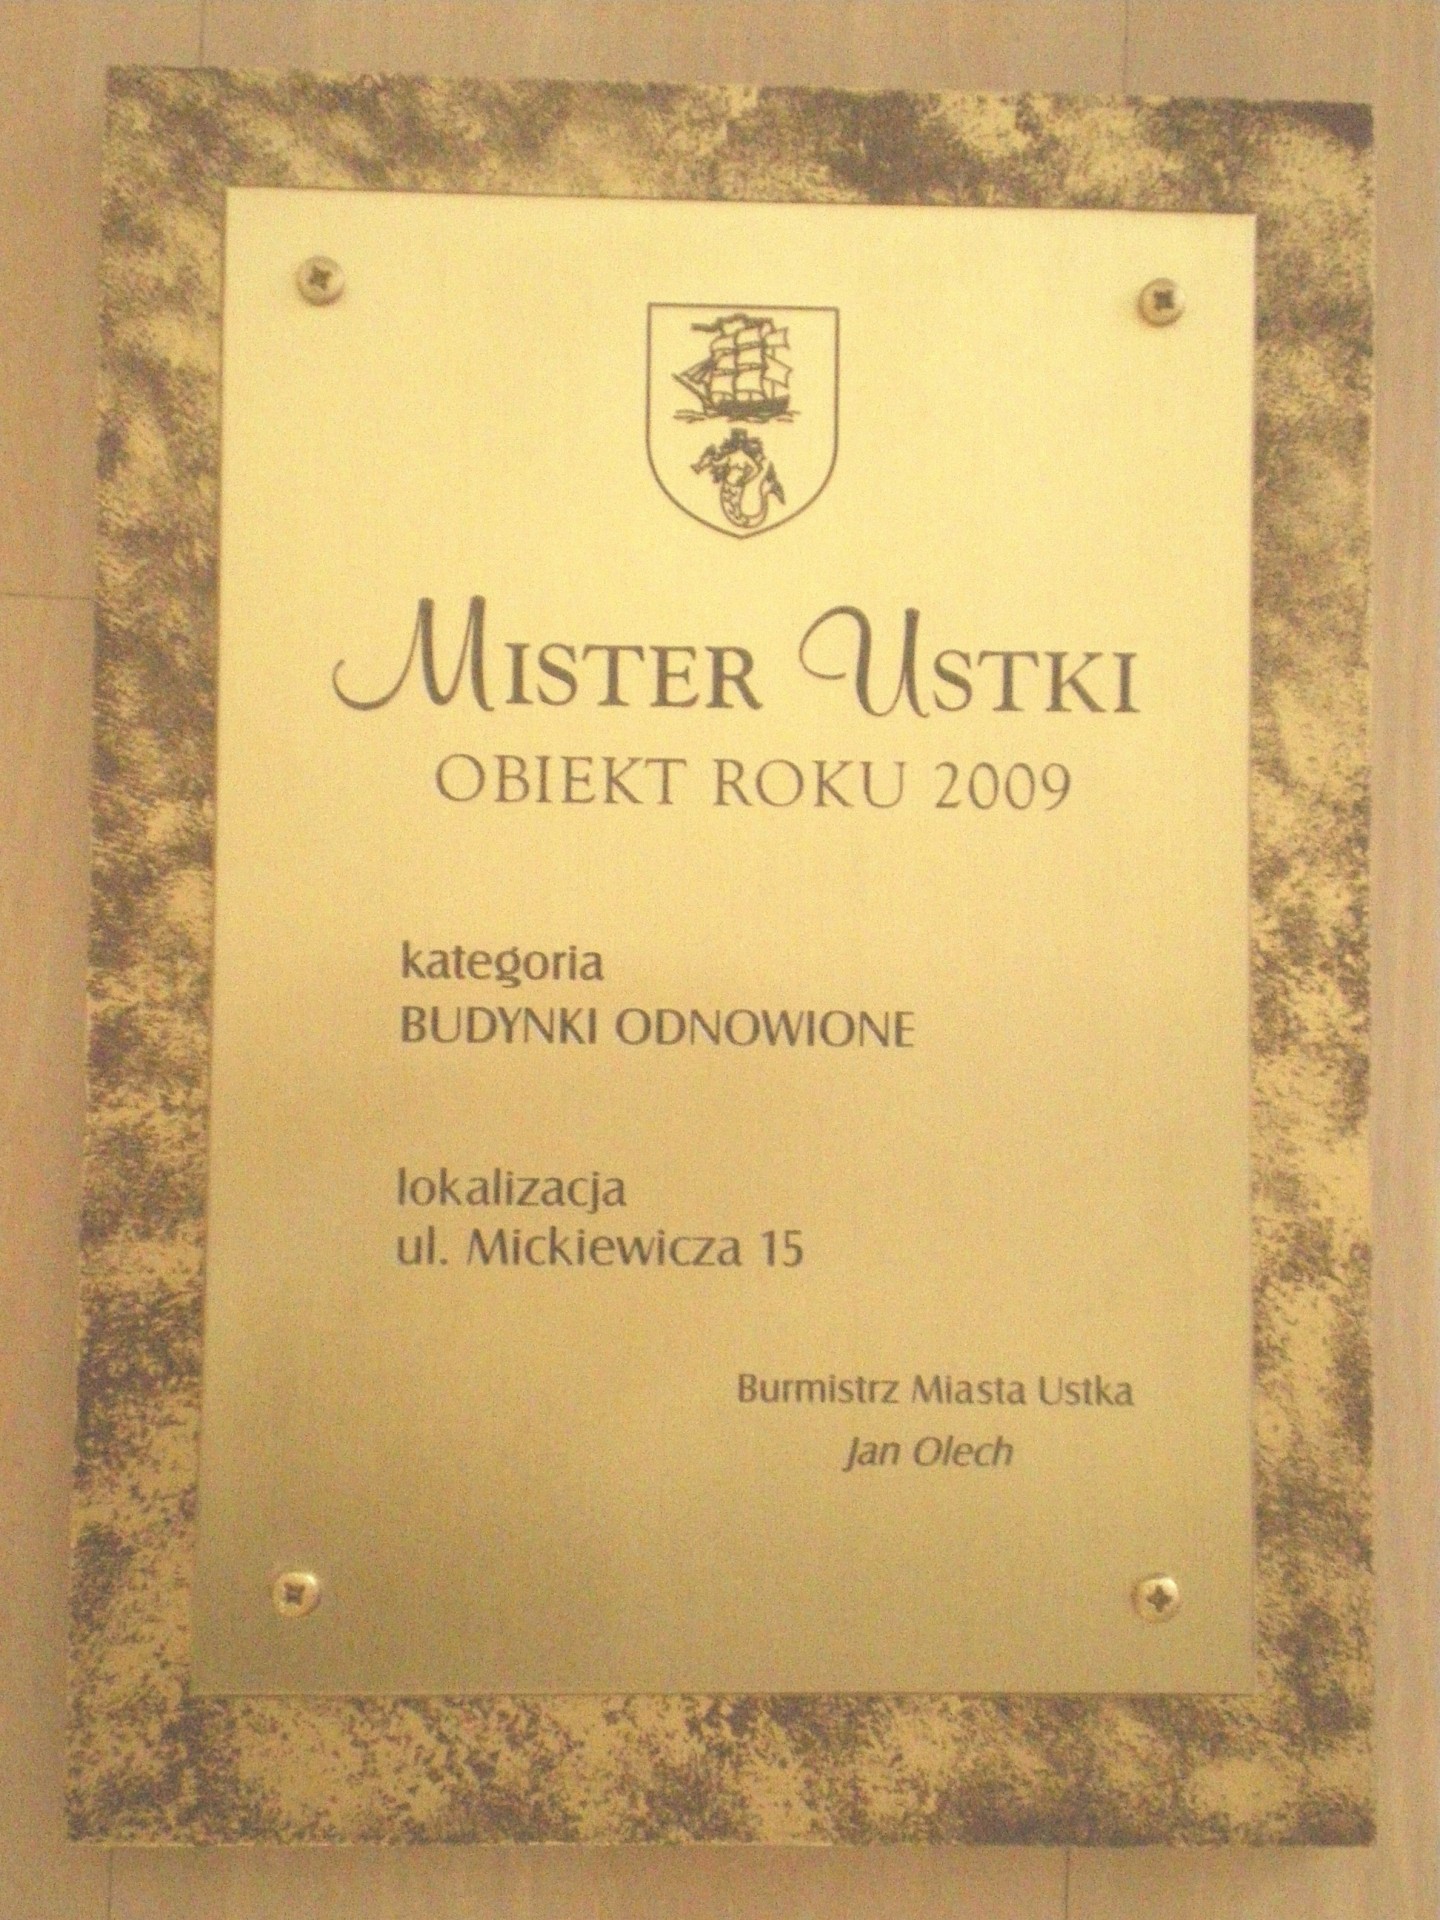 MISTER USTKI
OBIEKT ROKU 2009
kategoria
BUDYNKI ODNOWIONE
lokalizacja
ul. Mickiewicza 15
Burmistrz Miasta Ustka
Jan Olech